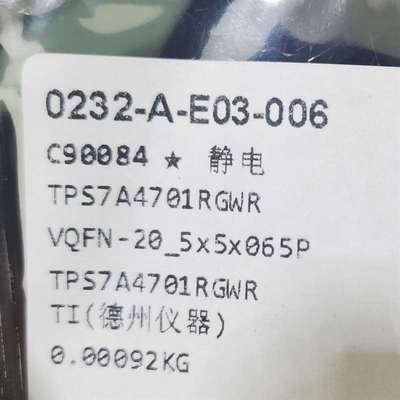 0232-A-E03-006
C90084 ★ 静电
TPS7A4701RGWR
VQFN-20_5x5x065P
TPS7A4701RGWR
TI(德州仪器)
0.00092KG